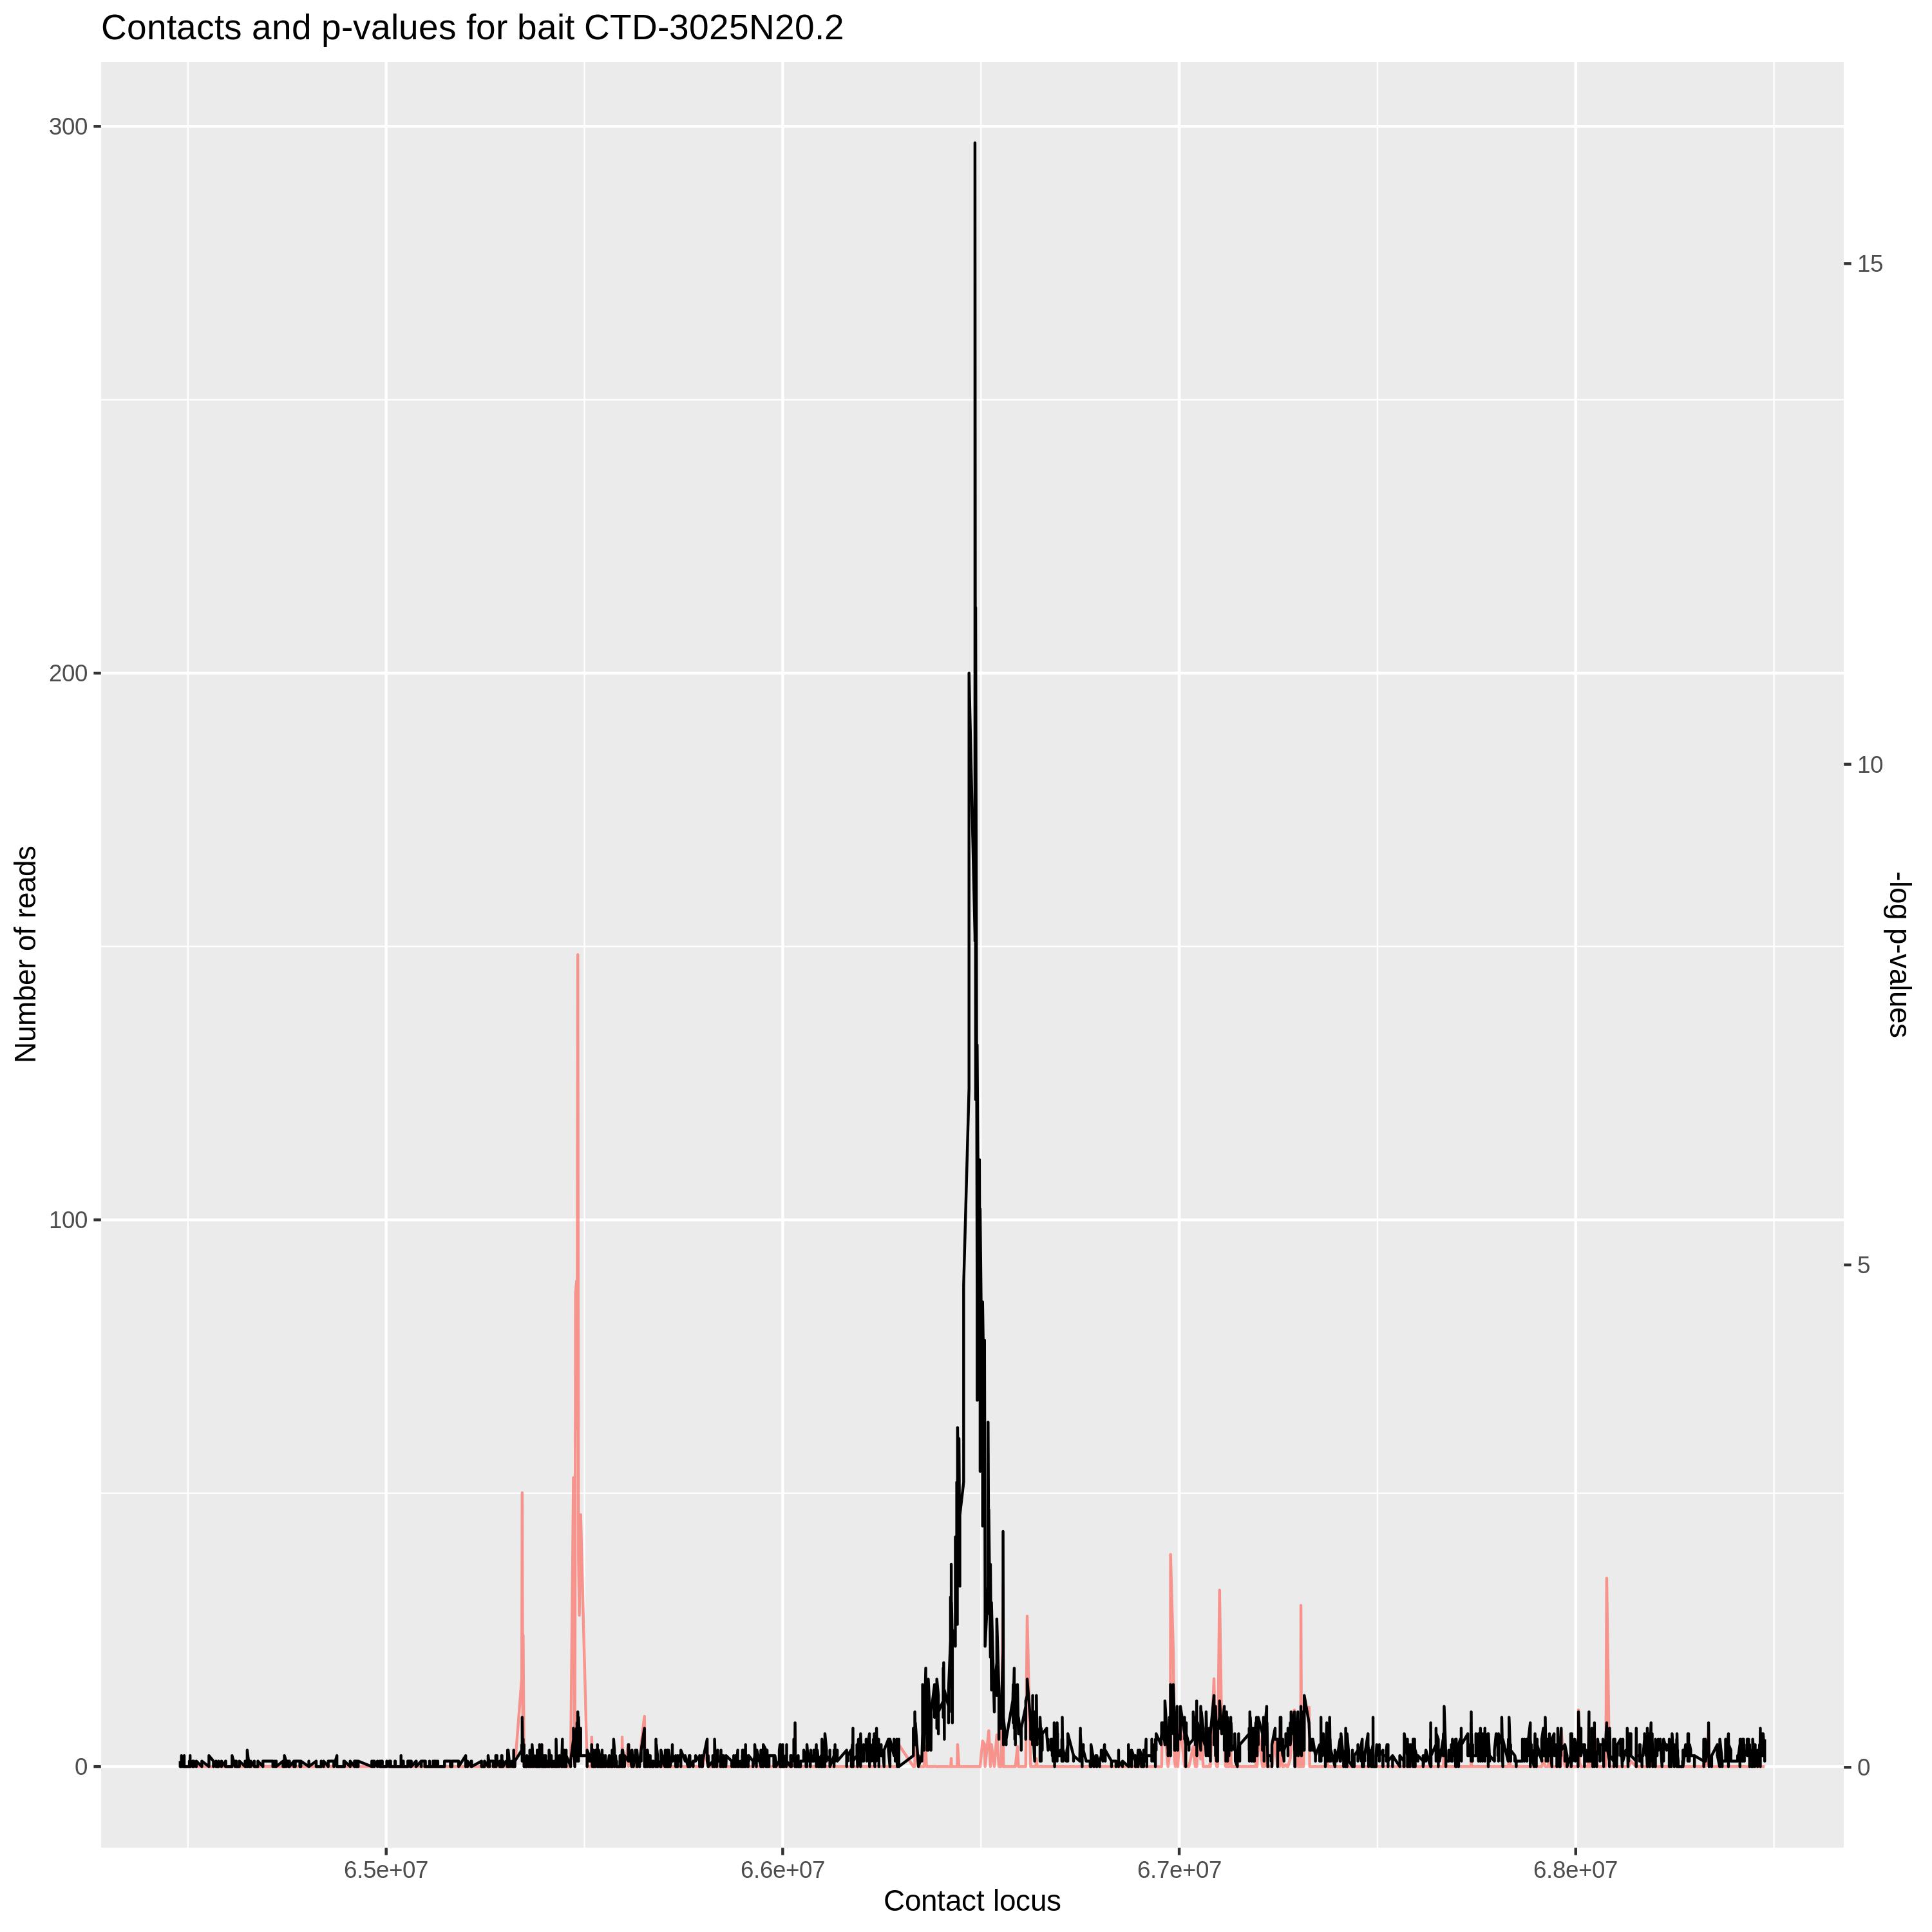 Contacts and p-values for bait CTD-3025N20.2
300
200
100
0
Number of reads
15
10
5
0
-log p-values
6.5e+07
6.6e+07
6.7e+07
6.8e+07
Contact locus